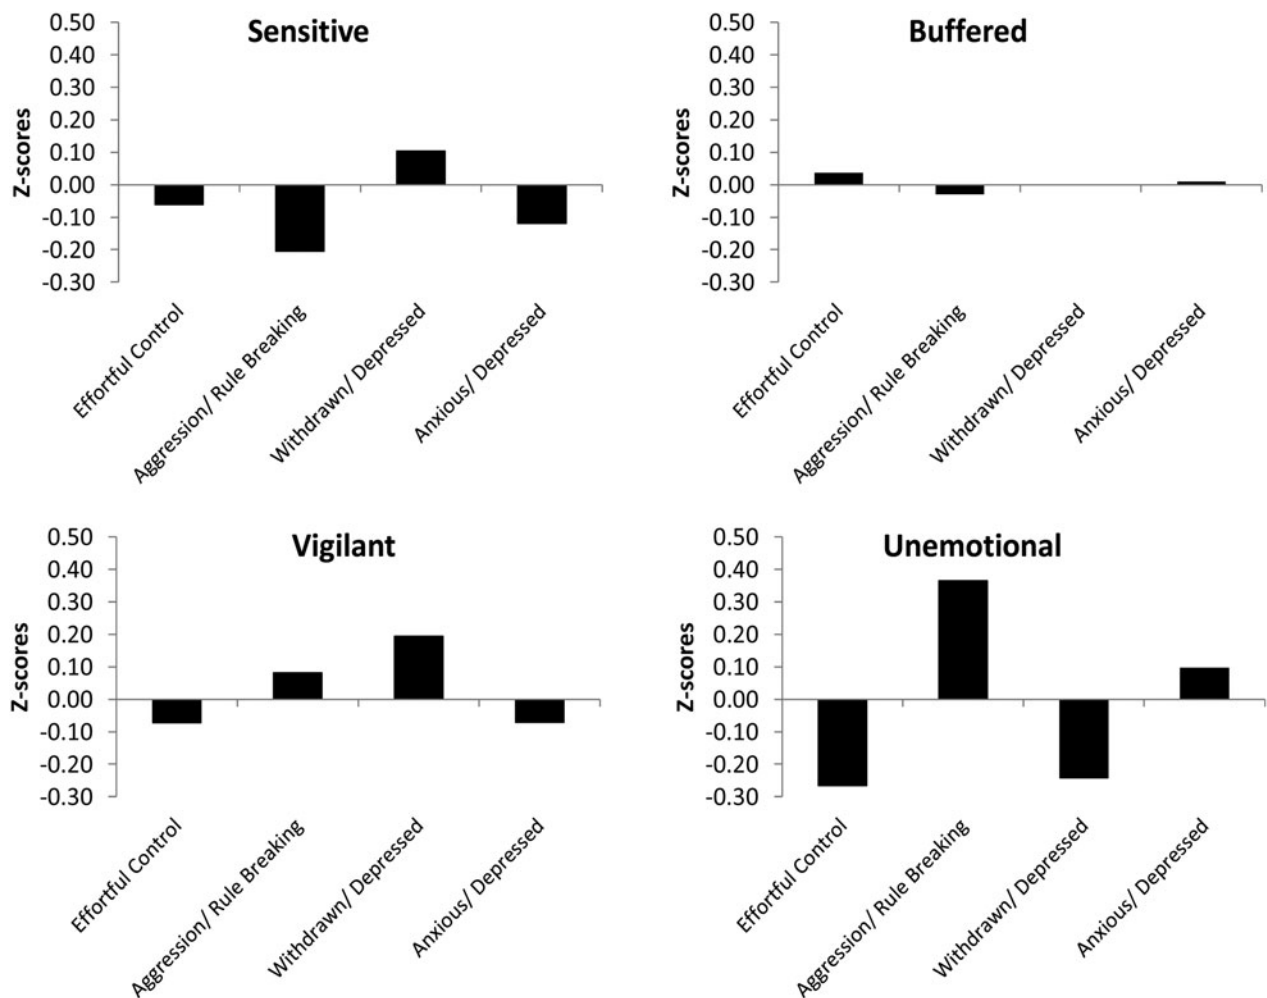 Sensitive
Z-scores
0.50
0.40
0.30
0.20
0.10
0.00
-0.10
-0.20
-0.30
Effortful Control
Aggression/ Rule Breaking
Withdrawn/ Depressed
Anxious/ Depressed
Buffered
Z-scores
0.50
0.40
0.30
0.20
0.10
0.00
-0.10
-0.20
-0.30
Effortful Control
Aggression/ Rule Breaking
Withdrawn/ Depressed
Anxious/ Depressed
Vigilant
Z-scores
0.50
0.40
0.30
0.20
0.10
0.00
-0.10
-0.20
-0.30
Effortful Control
Aggression/ Rule Breaking
Withdrawn/ Depressed
Anxious/ Depressed
Unemotional
Z-scores
0.50
0.40
0.30
0.20
0.10
0.00
-0.10
-0.20
-0.30
Effortful Control
Aggression/ Rule Breaking
Withdrawn/ Depressed
Anxious/ Depressed